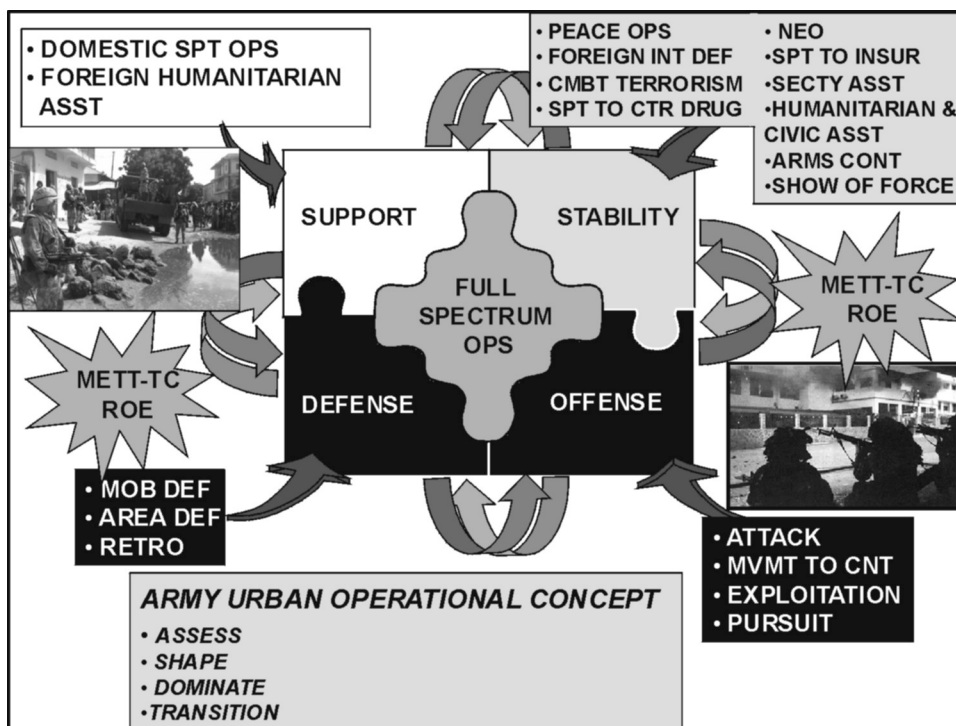 • DOMESTIC SPT OPS
• FOREIGN HUMANITARIAN
ASST
• PEACE OPS
• FOREIGN INT DEF
• CMBT TERRORISM
• SPT TO CTR DRUG
• NEO
•SPT TO INSUR
•SECTY ASST
•HUMANITARIAN &
CIVIC ASST
•ARMS CONT
•SHOW OF FORCE
SUPPORT
STABILITY
FULL
SPECTRUM
OPS
METT-TC
ROE
METT-TC
ROE
DEFENSE
OFFENSE
• MOB DEF
• AREA DEF
• RETRO
• ATTACK
• MVMT TO CNT
• EXPLOITATION
• PURSUIT
ARMY URBAN OPERATIONAL CONCEPT
• ASSESS
• SHAPE
• DOMINATE
•TRANSITION